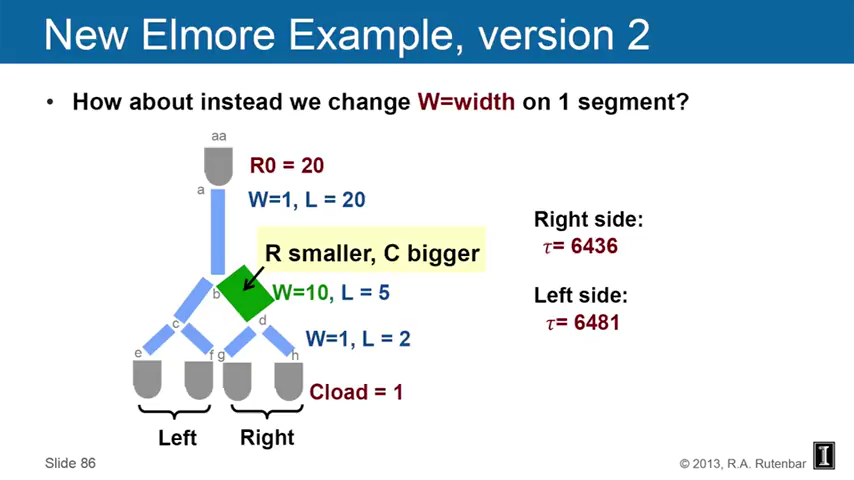 New Elmore Example, version 2
• How about instead we change W=width on 1 segment?
aa
R0 = 20
a
W=1, L = 20
R smaller, C bigger
b
W=10, L = 5
c
d
W=1, L = 2
e
f
g
h
Cload = 1
Left
Right
Right side:
τ= 6436
Left side:
τ= 6481
Slide 86
© 2013, R.A. Rutenbar
I